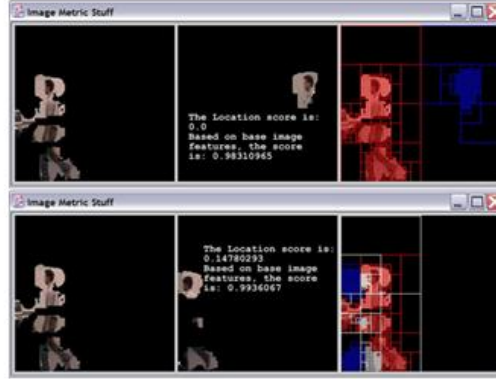 Image Metric Stuff
The Location score is:
0.0
Based on base image
features, the score
is: 0.98310965
Image Metric Stuff
The Location score is:
0.14780293
Based on base image
features, the score
is: 0.9936067